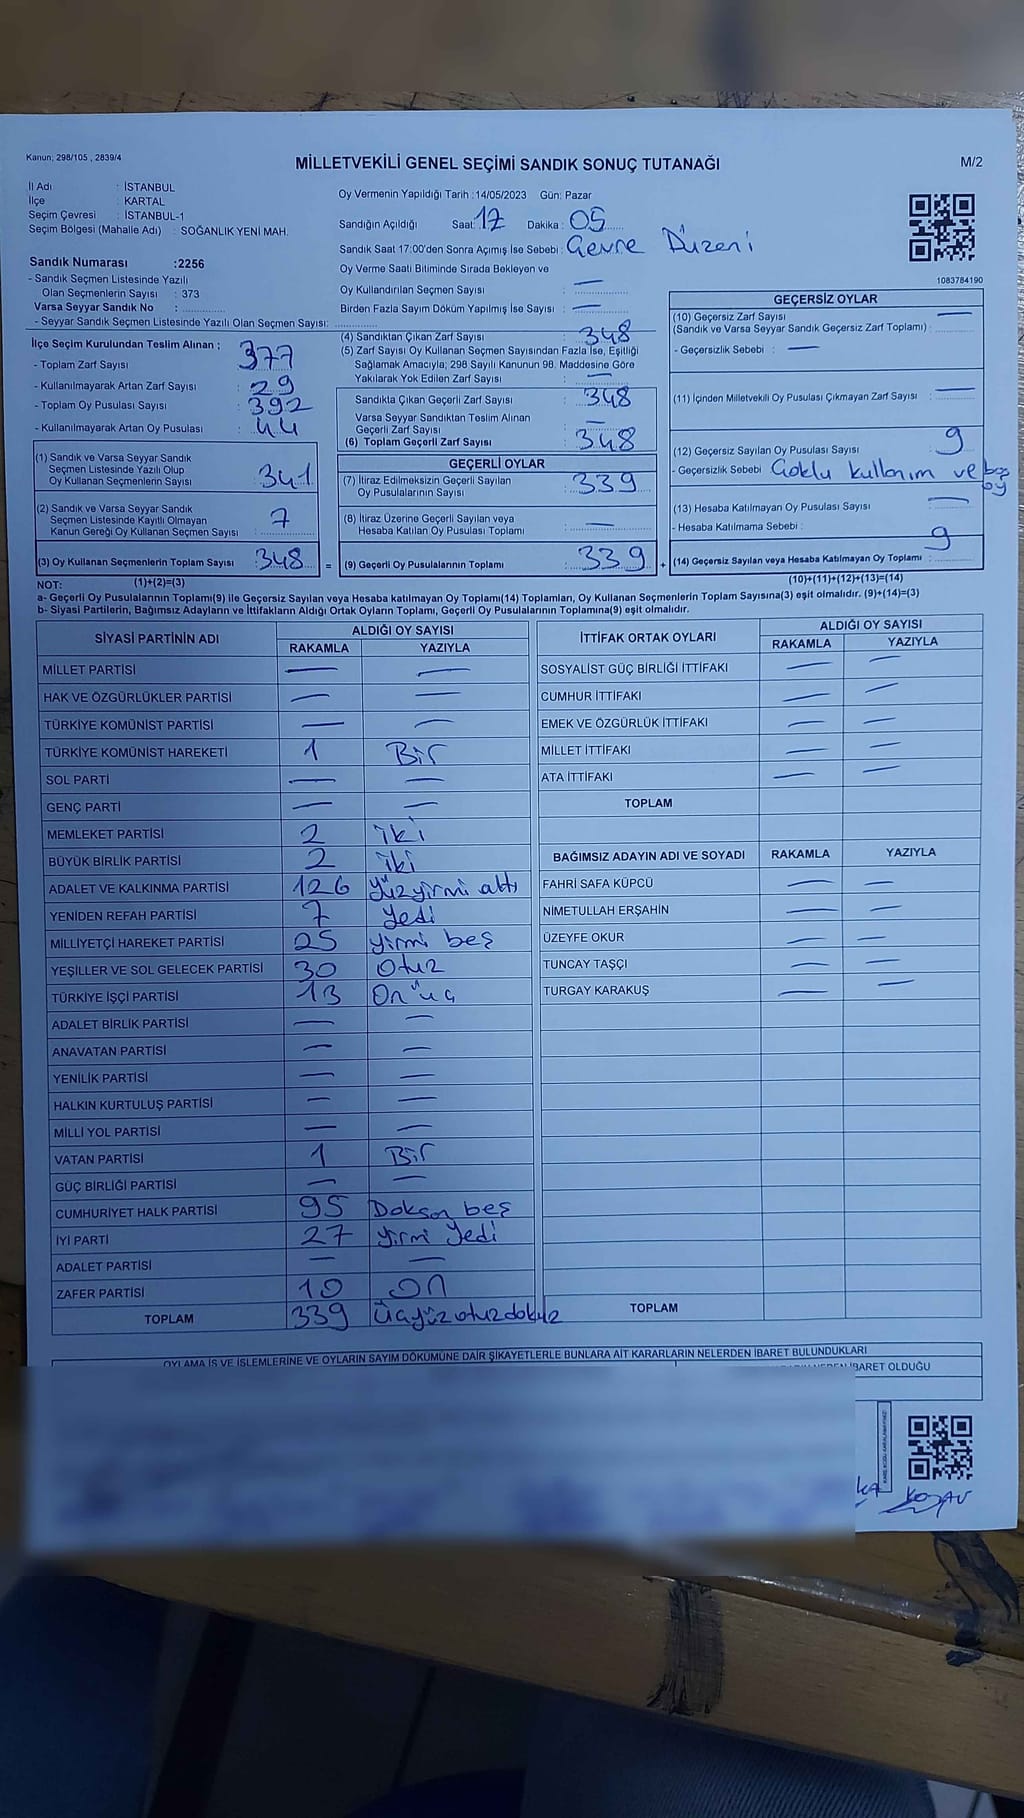 Kanun; 298/105 , 2839/4
MİLLETVEKİLİ GENEL SEÇİMİ SANDIK SONUÇ TUTANAĞI
M/2
İl Adı : İSTANBUL
İlçe : KARTAL
Seçim Çevresi : İSTANBUL-1
Seçim Bölgesi (Mahalle Adı) : SOĞANLIK YENİ MAH.
Sandık Numarası :2256
- Sandık Seçmen Listesinde Yazılı
Olan Seçmenlerin Sayısı : 373
Varsa Seyyar Sandık No :
- Seyyar Sandık Seçmen Listesinde Yazılı Olan Seçmen Sayısı:
Oy Vermenin Yapıldığı Tarih :14/05/2023 Gün: Pazar
Sandığın Açıldığı Saat: 17 Dakika : 05
Sandık Saat 17:00'den Sonra Açımış İse Sebebi : Çevre Düzeni
Oy Verme Saati Bitiminde Sırada Bekleyen ve
Oy Kullandırılan Seçmen Sayısı : —
Birden Fazla Sayım Döküm Yapılmış İse Sayısı : —
1083784190
İlçe Seçim Kurulundan Teslim Alınan ;
- Toplam Zarf Sayısı : 377
- Kullanılmayarak Artan Zarf Sayısı : 29
- Toplam Oy Pusulası Sayısı : 392
- Kullanılmayarak Artan Oy Pusulası : 44
(1) Sandık ve Varsa Seyyar Sandık
Seçmen Listesinde Yazılı Olup
Oy Kullanan Seçmenlerin Sayısı : 341
(2) Sandık ve Varsa Seyyar Sandık
Seçmen Listesinde Kayıtlı Olmayan
Kanun Gereği Oy Kullanan Seçmen Sayısı : 7
(3) Oy Kullanan Seçmenlerin Toplam Sayısı : 348
(4) Sandıktan Çıkan Zarf Sayısı : 348
(5) Zarf Sayısı Oy Kullanan Seçmen Sayısından Fazla İse, Eşitliği
Sağlamak Amacıyla; 298 Sayılı Kanunun 98. Maddesine Göre
Yakılarak Yok Edilen Zarf Sayısı : —
Sandıkta Çıkan Geçerli Zarf Sayısı : 348
Varsa Seyyar Sandıktan Teslim Alınan
Geçerli Zarf Sayısı : —
(6) Toplam Geçerli Zarf Sayısı : 348
GEÇERLİ OYLAR
(7) İtiraz Edilmeksizin Geçerli Sayılan
Oy Pusulalarının Sayısı : 339
(8) İtiraz Üzerine Geçerli Sayılan veya
Hesaba Katılan Oy Pusulası Toplamı : —
= (9) Geçerli Oy Pusulalarının Toplamı : 339
GEÇERSİZ OYLAR
(10) Geçersiz Zarf Sayısı —
(Sandık ve Varsa Seyyar Sandık Geçersiz Zarf Toplamı) :
- Geçersizlik Sebebi : —
(11) İçinden Milletvekili Oy Pusulası Çıkmayan Zarf Sayısı : —
(12) Geçersiz Sayılan Oy Pusulası Sayısı : 9
- Geçersizlik Sebebi : Çoklu kullanım ve boş
oy
(13) Hesaba Katılmayan Oy Pusulası Sayısı : —
- Hesaba Katılmama Sebebi :
+ (14) Geçersiz Sayılan veya Hesaba Katılmayan Oy Toplamı : 9
NOT: (1)+(2)=(3)
(10)+(11)+(12)+(13)=(14)
a- Geçerli Oy Pusulalarının Toplamı(9) ile Geçersiz Sayılan veya Hesaba katılmayan Oy Toplamı(14) Toplamları, Oy Kullanan Seçmenlerin Toplam Sayısına(3) eşit olmalıdır. (9)+(14)=(3)
b- Siyasi Partilerin, Bağımsız Adayların ve İttifakların Aldığı Ortak Oyların Toplamı, Geçerli Oy Pusulalarının Toplamına(9) eşit olmalıdır.
SİYASİ PARTİNİN ADI
ALDIĞI OY SAYISI
RAKAMLA YAZIYLA
MİLLET PARTİSİ — —
HAK VE ÖZGÜRLÜKLER PARTİSİ — —
TÜRKİYE KOMÜNİST PARTİSİ — —
TÜRKİYE KOMÜNİST HAREKETİ 1 Bir
SOL PARTİ — —
GENÇ PARTİ — —
MEMLEKET PARTİSİ 2 iki
BÜYÜK BİRLİK PARTİSİ 2 iki
ADALET VE KALKINMA PARTİSİ 126 Yüzyirmi altı
YENİDEN REFAH PARTİSİ 7 Yedi
MİLLİYETÇİ HAREKET PARTİSİ 25 yirmi beş
YEŞİLLER VE SOL GELECEK PARTİSİ 30 Otuz
TÜRKİYE İŞÇİ PARTİSİ 13 On üç
ADALET BİRLİK PARTİSİ — —
ANAVATAN PARTİSİ — —
YENİLİK PARTİSİ — —
HALKIN KURTULUŞ PARTİSİ — —
MİLLİ YOL PARTİSİ — —
VATAN PARTİSİ 1 Bir
GÜÇ BİRLİĞİ PARTİSİ — —
CUMHURİYET HALK PARTİSİ 95 Doksan beş
İYİ PARTİ 27 Yirmi Yedi
ADALET PARTİSİ — —
ZAFER PARTİSİ 10 On
TOPLAM 339 Üçyüzotuzdokuz
İTTİFAK ORTAK OYLARI
ALDIĞI OY SAYISI
RAKAMLA YAZIYLA
SOSYALİST GÜÇ BİRLİĞİ İTTİFAKI — —
CUMHUR İTTİFAKI — —
EMEK VE ÖZGÜRLÜK İTTİFAKI — —
MİLLET İTTİFAKI — —
ATA İTTİFAKI — —
TOPLAM
BAĞIMSIZ ADAYIN ADI VE SOYADI RAKAMLA YAZIYLA
FAHRİ SAFA KÜPCÜ — —
NİMETULLAH ERŞAHİN — —
ÜZEYFE OKUR — —
TUNCAY TAŞÇI — —
TURGAY KARAKUŞ — —
TOPLAM
OYLAMA İŞ VE İŞLEMLERİNE VE OYLARIN SAYIM DÖKÜMÜNE DAİR ŞİKAYETLERLE BUNLARA AİT KARARLARIN NELERDEN İBARET BULUNDUKLARI
İBARET OLDUĞU